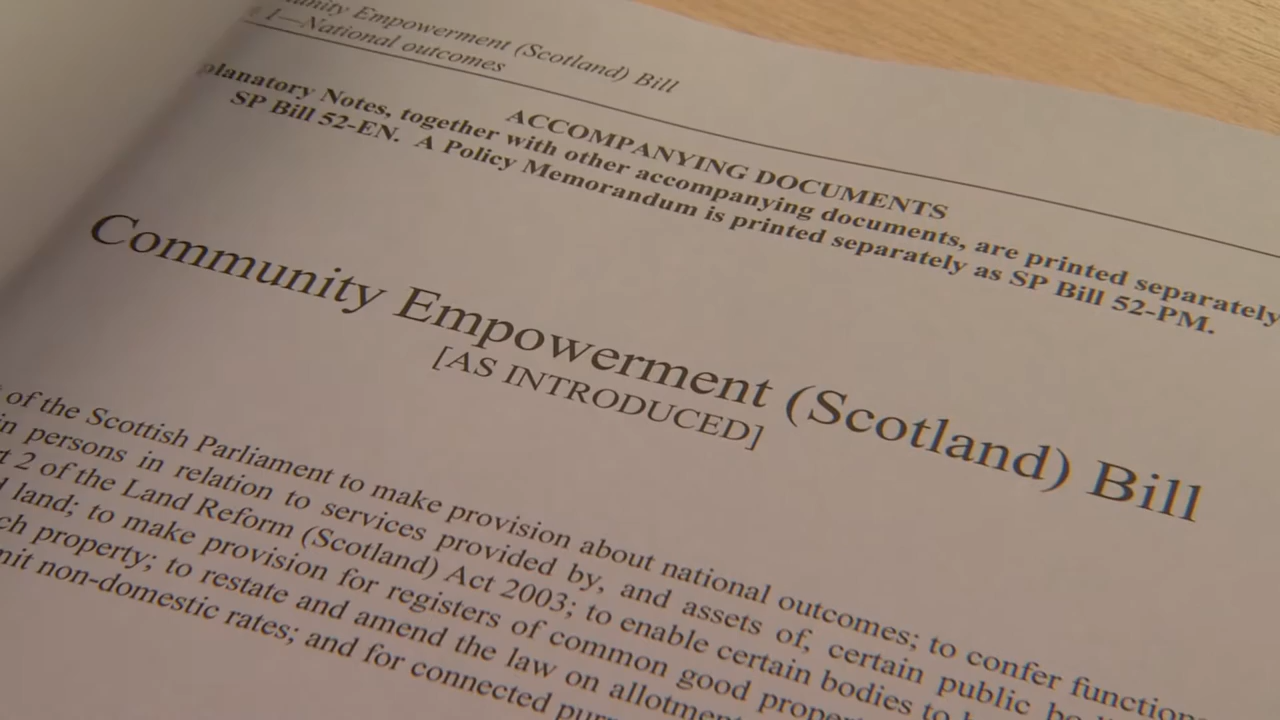 Empowerment (Scotland) Bill
1—National outcomes
ACCOMPANYING DOCUMENTS
Notes, together with other accompanying documents, are printed separately
SP Bill 52-EN. A Policy Memorandum is printed separately as SP Bill 52-PM.
Community Empowerment (Scotland) Bill
[AS INTRODUCED]
of the Scottish Parliament to make provision about national outcomes; to confer
in persons in relation to services provided by, and assets of, certain public
2 of the Land Reform (Scotland) Act 2003; to enable certain bodies to
land; to make provision for registers of common good
property; to restate and amend the law on
non-domestic rates; and for connected